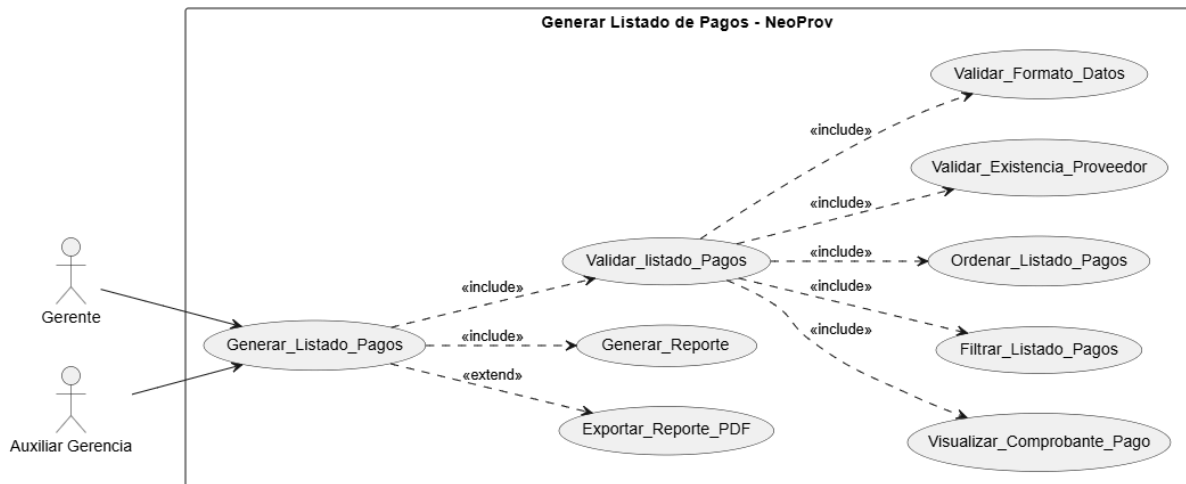 Generar Listado de Pagos - NeoProv
Validar_Formato_Datos
«include»
Validar_Existencia_Proveedor
«include»
Validar_listado_Pagos
«include»
Ordenar_Listado_Pagos
«include»
«include»
Gerente
«include»
Generar_Listado_Pagos
«include»
Generar_Reporte
Filtrar_Listado_Pagos
«extend»
Exportar_Reporte_PDF
Visualizar_Comprobante_Pago
Auxiliar Gerencia